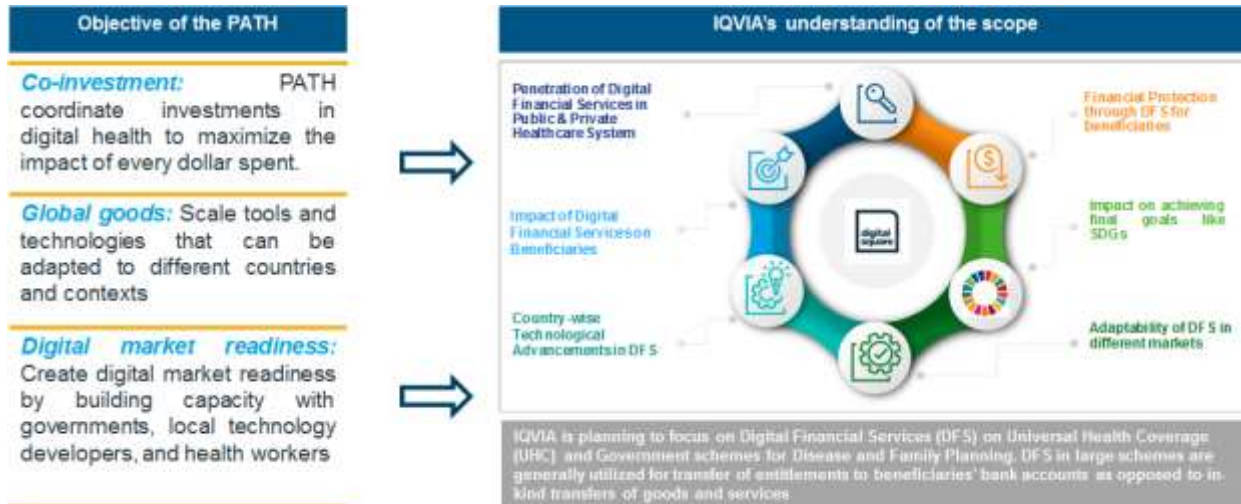 Objective of the PATH
Co-investment: PATH
coordinate investments in
digital health to maximize the
impact of every dollar spent.
Global goods: Scale tools and
technologies that can be
adapted to different countries
and contexts
Digital market readiness:
Create digital market readiness
by building capacity with
governments, local technology
developers, and health workers
IQVIA's understanding of the scope
Penetration of Digital
Financial Services in
Public & Private
Healthcare System
Impact of Digital
Financial Services on
Beneficiaries
Country-wise
Technological
Advancements in DFS
digital
square
Financial Protection
through DFS for
beneficiaries
Impact on achieving
final goals like
SDGs
Adaptability of DFS in
different markets
IQVIA is planning to focus on Digital Financial Services (DFS) on Universal Health Coverage
(UHC) and Government schemes for Disease and Family Planning. DFS in large schemes are
generally utilized for transfer of entitlements to beneficiaries' bank accounts as opposed to in-
kind transfers of goods and services